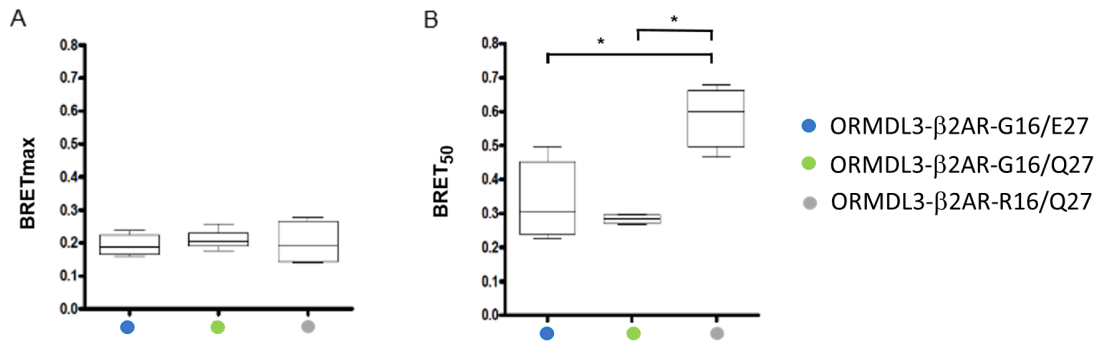 A
BRETmax
0.8
0.7
0.6
0.5
0.4
0.3
0.2
0.1
0.0
B
BRET50
0.8
0.7
0.6
0.5
0.4
0.3
0.2
0.1
0.0
*
*
ORMDL3-β2AR-G16/E27
ORMDL3-β2AR-G16/Q27
ORMDL3-β2AR-R16/Q27